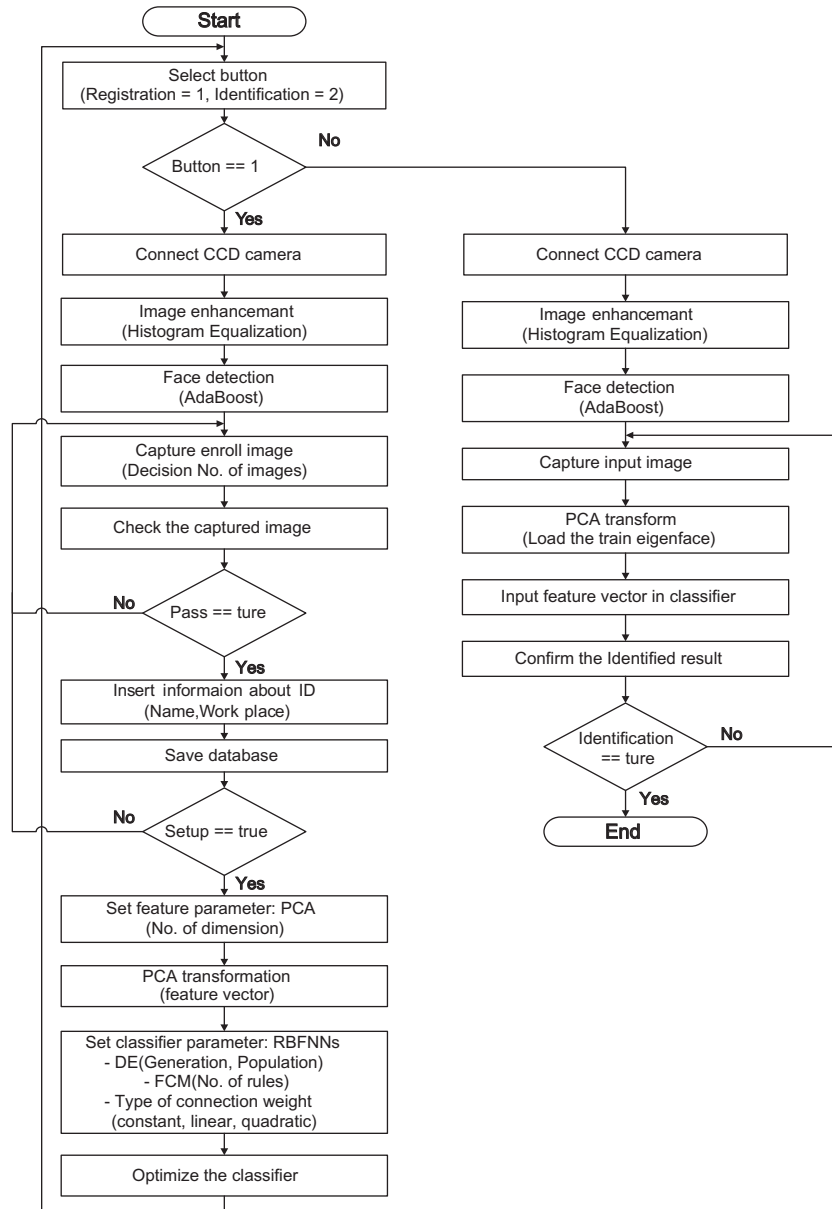 Start
Select button
(Registration = 1, Identification = 2)
Button == 1
No
Yes
Connect CCD camera
Image enhancemant
(Histogram Equalization)
Face detection
(AdaBoost)
Capture enroll image
(Decision No. of images)
Check the captured image
Pass == ture
No
Yes
Insert informaion about ID
(Name,Work place)
Save database
Setup == true
No
Yes
Set feature parameter: PCA
(No. of dimension)
PCA transformation
(feature vector)
Set classifier parameter: RBFNNs
- DE(Generation, Population)
- FCM(No. of rules)
- Type of connection weight
(constant, linear, quadratic)
Optimize the classifier
Connect CCD camera
Image enhancemant
(Histogram Equalization)
Face detection
(AdaBoost)
Capture input image
PCA transform
(Load the train eigenface)
Input feature vector in classifier
Confirm the Identified result
Identification
== ture
No
Yes
End